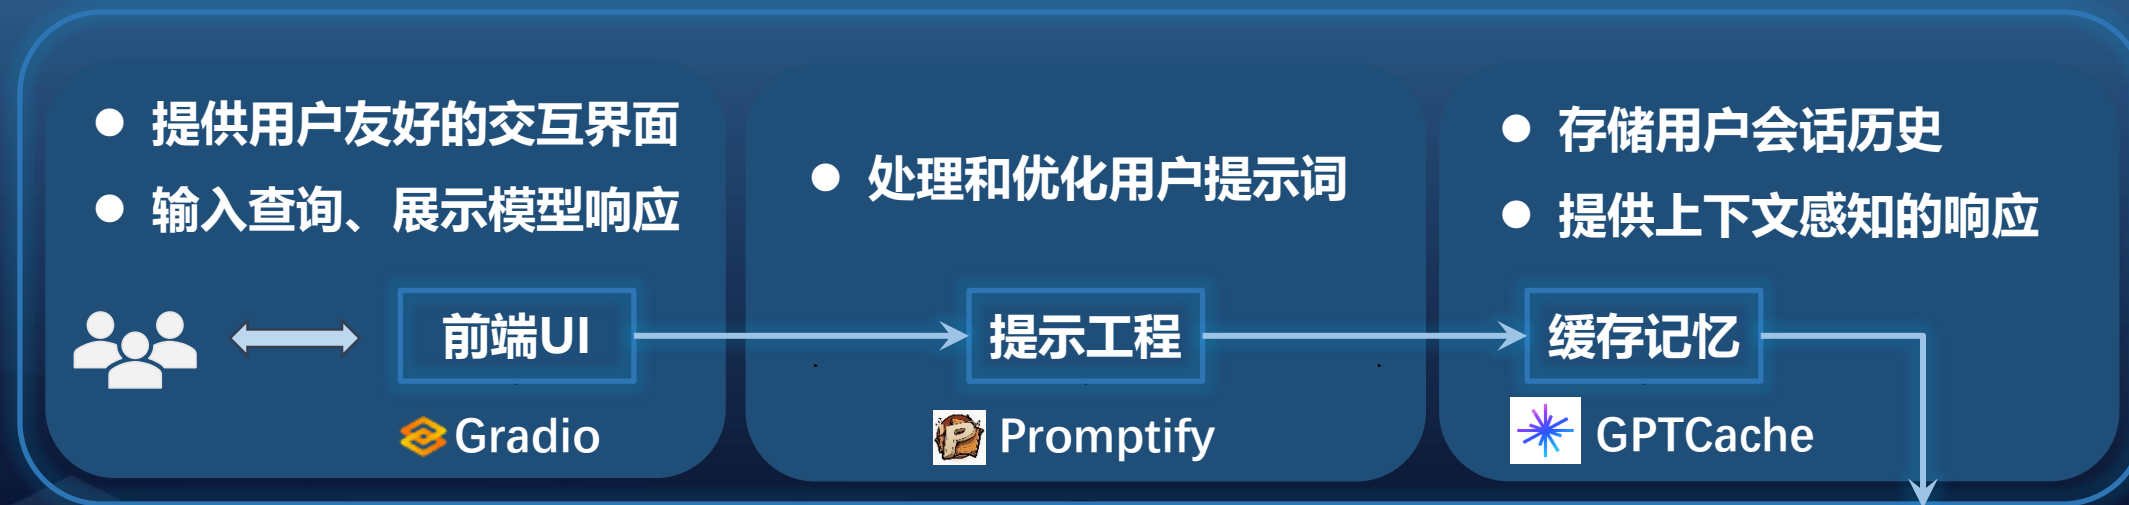 提供用户友好的交互界面
输入查询、展示模型响应
前端UI
Gradio
处理和优化用户提示词
提示工程
Promptify
存储用户会话历史
提供上下文感知的响应
缓存记忆
GPTCache